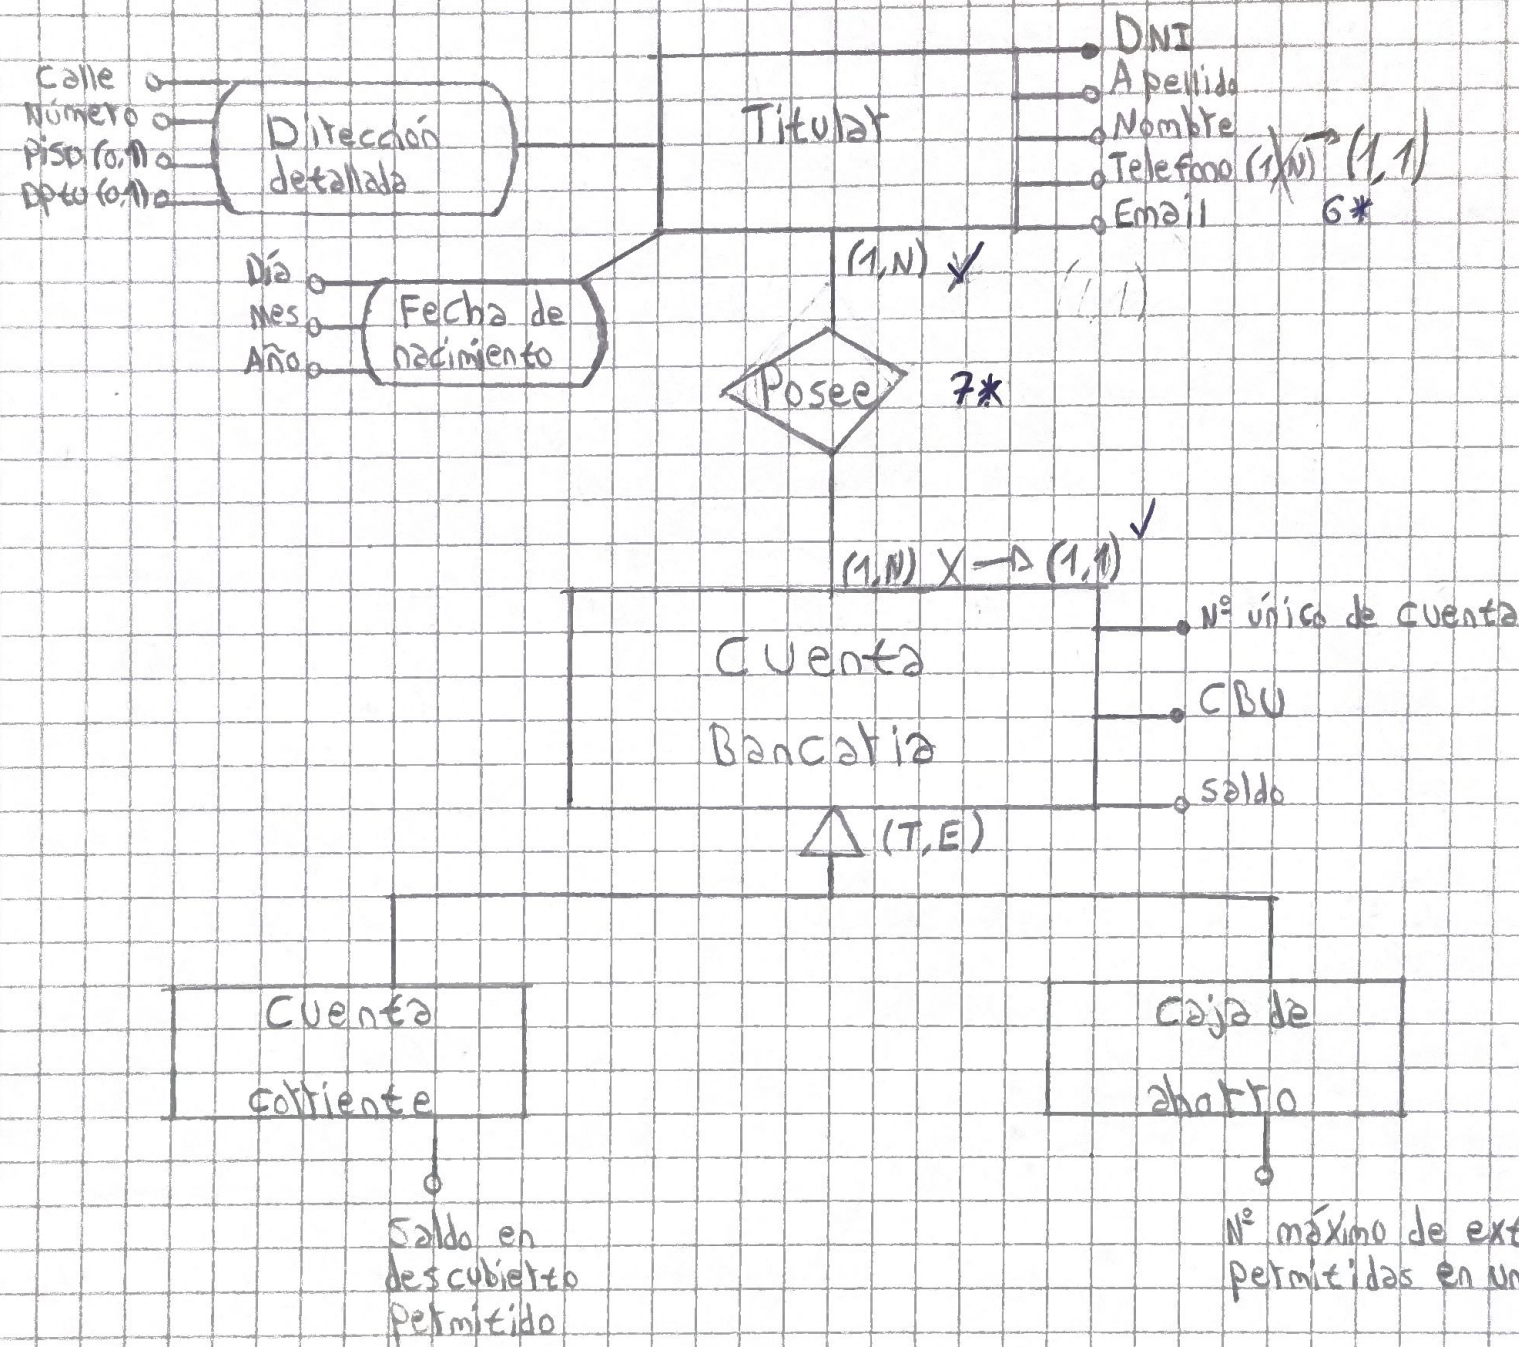 DNI
Apellido
Nombre
Telefono (1,N) → (1,1)
6*
Email
Titular
Calle
Número
Piso (0,1)
Dpto (0,1)
Dirección
detallada
Día
Mes
Año
Fecha de
nacimiento
(1,N) ✓
(1,1)
Posee
7*
(1,N) X → (1,1) ✓
Cuenta
Bancaria
Nº único de cuenta
CBU
saldo
(T,E)
Cuenta
corriente
Caja de
ahorro
Saldo en
descubierto
permitido
Nº máximo de ext
permitidas en un